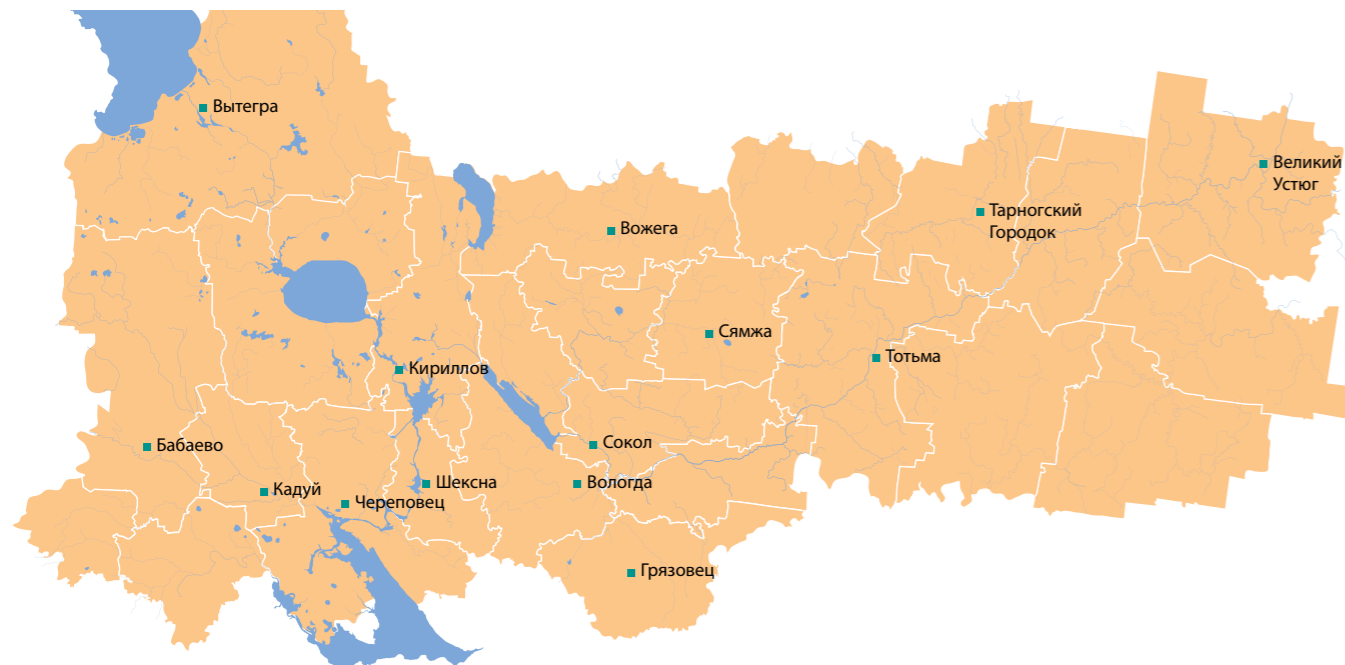 Вытегра
Великий
Устюг
Тарногский
Городок
Вожега
Сямжа
Тотьма
Кириллов
Сокол
Бабаево
Вологда
Шексна
Кадуй
Череповец
Грязовец